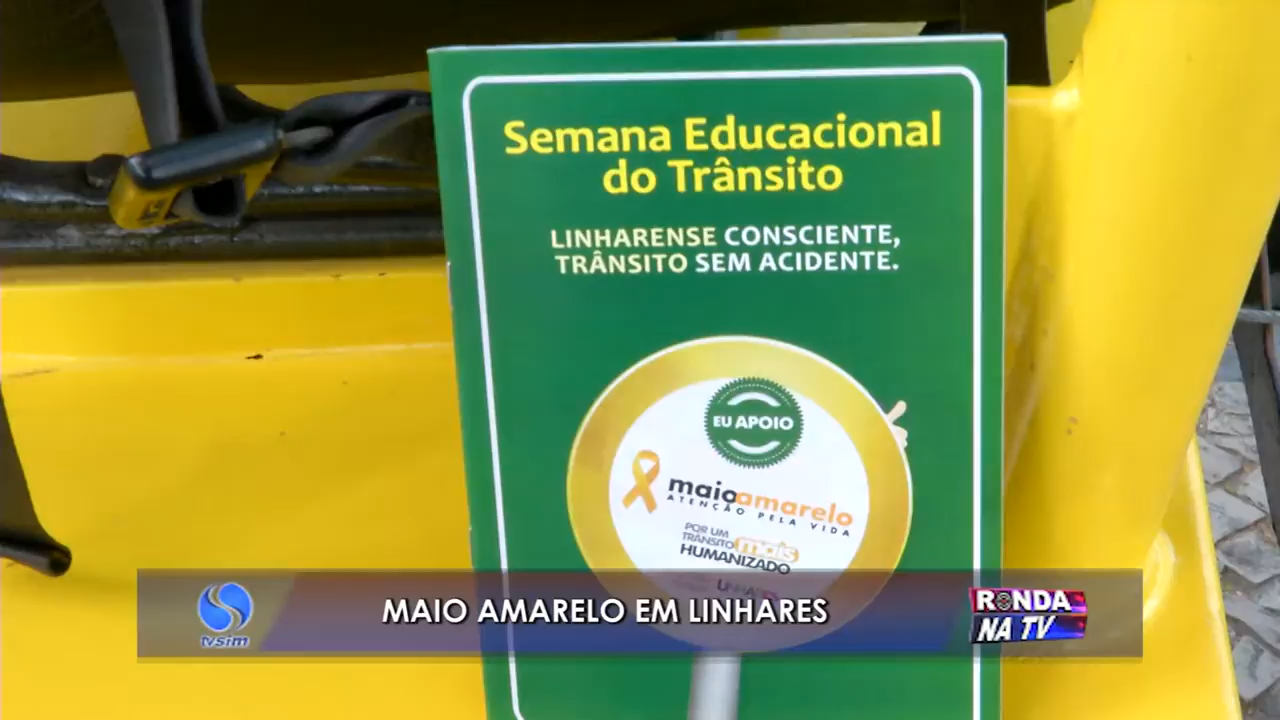 Semana Educacional
do Trânsito
LINHARENSE CONSCIENTE,
TRÂNSITO SEM ACIDENTE.
EU APOIO
maioamarelo
ATENÇÃO PELA VIDA
POR UM
TRÂNSITO mais
HUMANIZADO
LINHARES
tvsim
MAIO AMARELO EM LINHARES
RONDA
NA TV